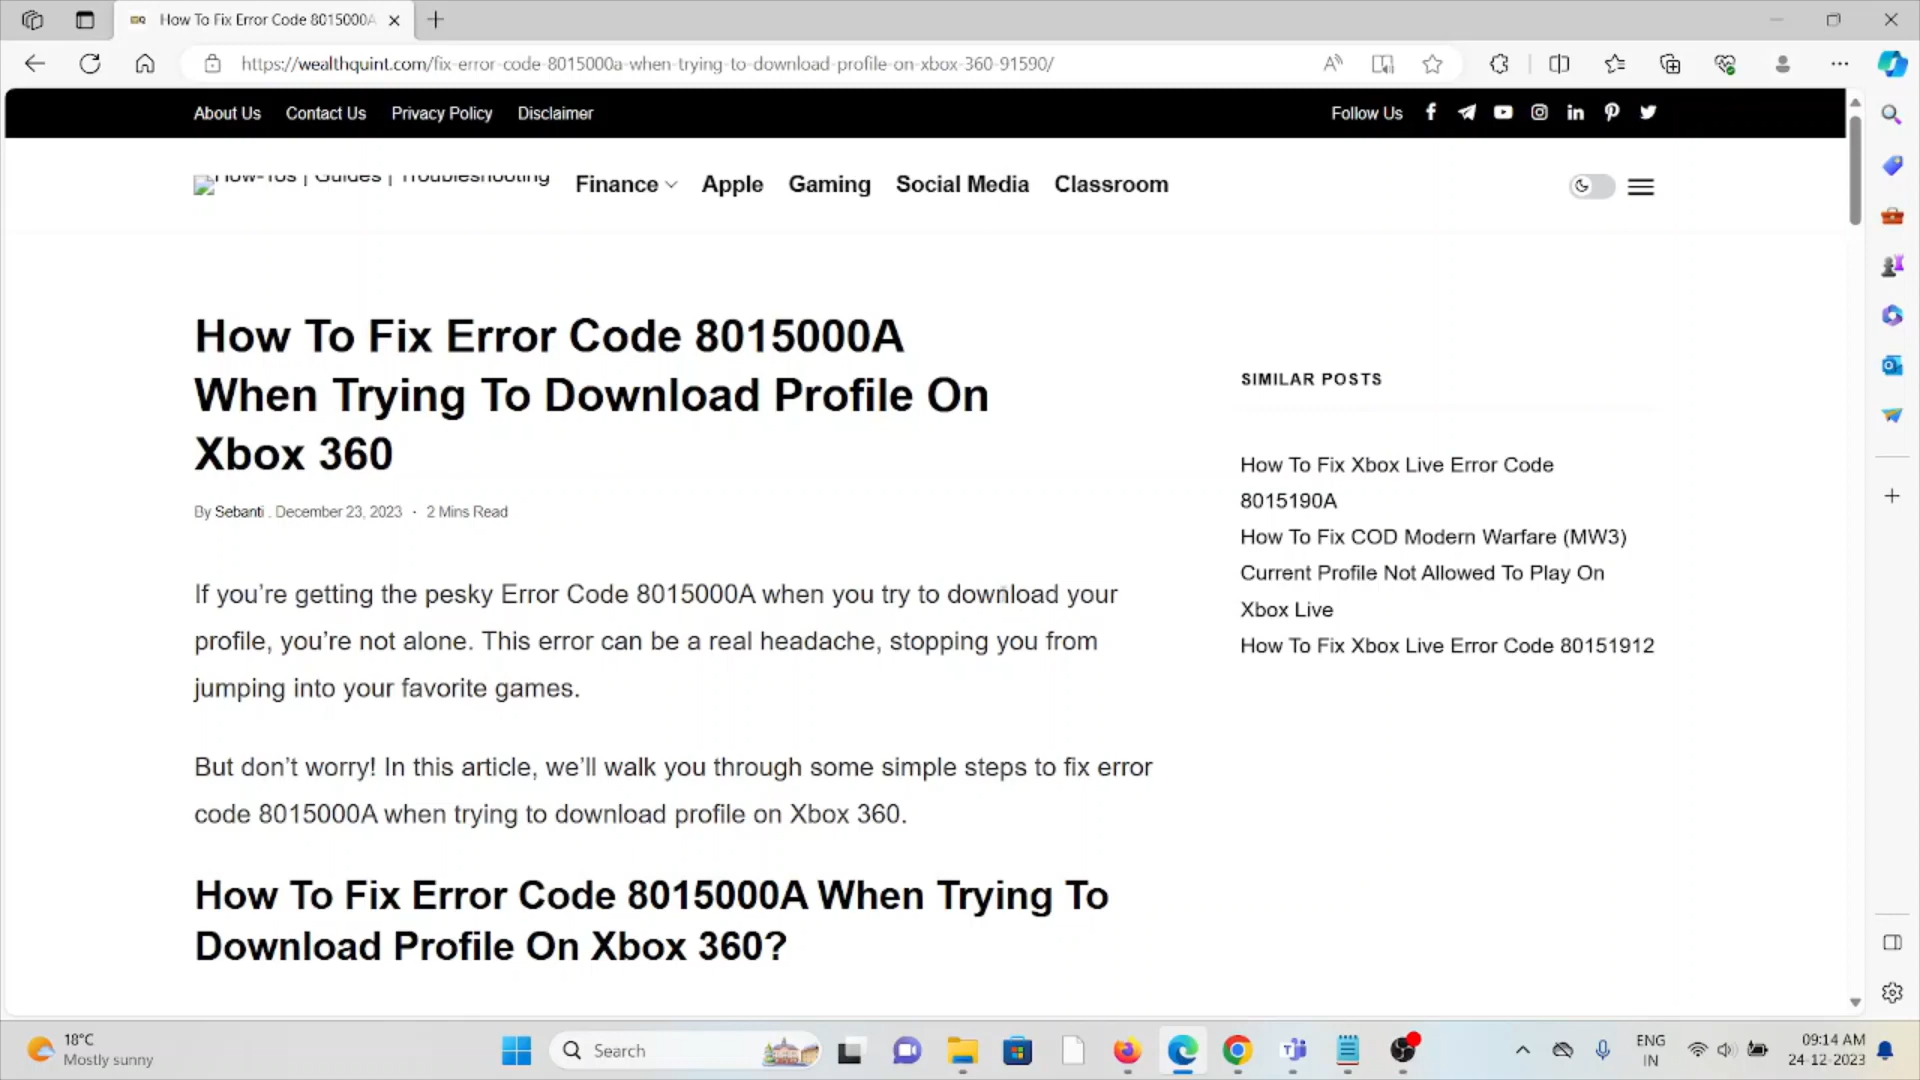 How To Fix Error Code 8015000A
https://wealthquint.com/fix-error-code-8015000a-when-trying-to-download-profile-on-xbox-360-91590/
About Us Contact Us Privacy Policy Disclaimer
Follow Us
How-Tos | Guides | Troubleshooting
Finance Apple Gaming Social Media Classroom
How To Fix Error Code 8015000A
When Trying To Download Profile On
Xbox 360
By Sebanti . December 23, 2023 · 2 Mins Read
If you’re getting the pesky Error Code 8015000A when you try to download your
profile, you’re not alone. This error can be a real headache, stopping you from
jumping into your favorite games.
But don’t worry! In this article, we’ll walk you through some simple steps to fix error
code 8015000A when trying to download profile on Xbox 360.
How To Fix Error Code 8015000A When Trying To
Download Profile On Xbox 360?
SIMILAR POSTS
How To Fix Xbox Live Error Code
8015190A
How To Fix COD Modern Warfare (MW3)
Current Profile Not Allowed To Play On
Xbox Live
How To Fix Xbox Live Error Code 80151912
18°C
Mostly sunny
Search
ENG
IN
09:14 AM
24-12-2023